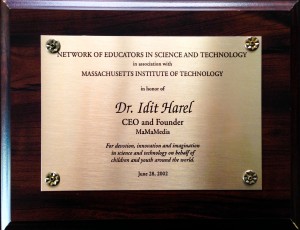 NETWORK OF EDUCATORS IN SCIENCE AND TECHNOLOGY
in association with
MASSACHUSETTS INSTITUTE OF TECHNOLOGY
in honor of
Dr. Idit Harel
CEO and Founder
MaMaMedia
For devotion, innovation and imagination
in science and technology on behalf of
children and youth around the world.
June 28, 2002